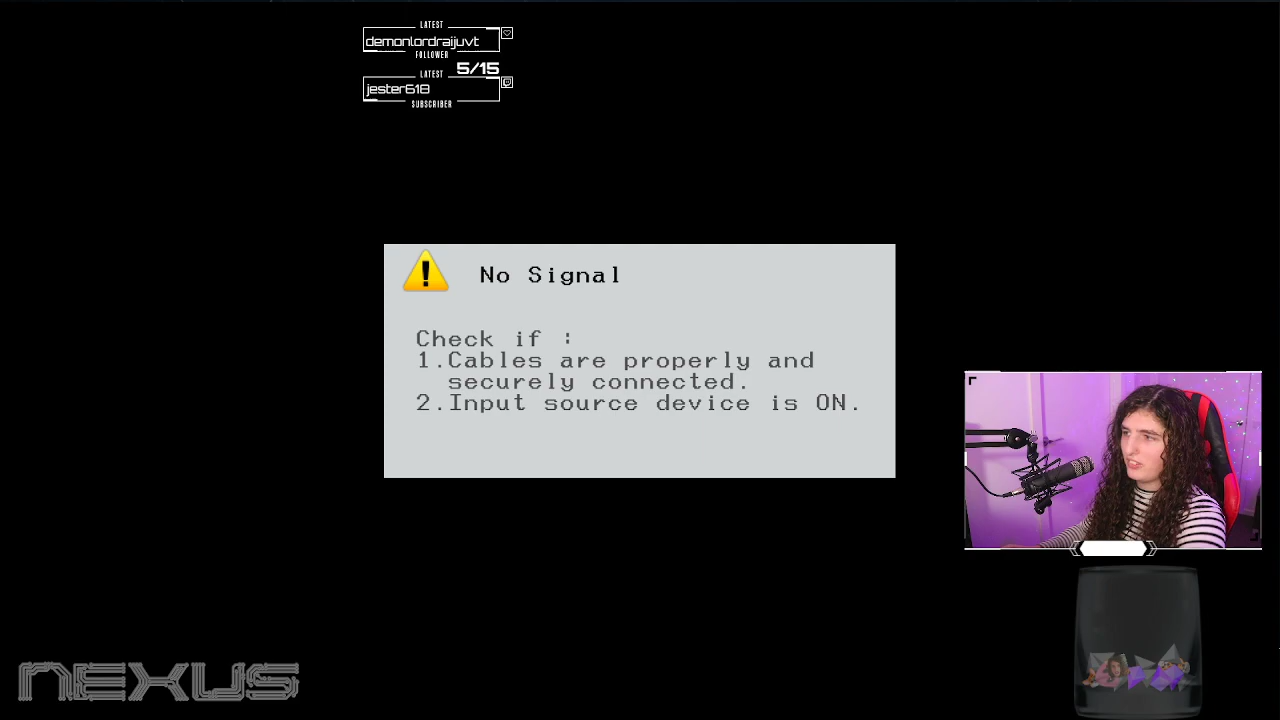 LATEST
demonlordraijuvt
FOLLOWER
5/15
LATEST
jester618
SUBSCRIBER
No Signal
Check if :
1.Cables are properly and
securely connected.
2.Input source device is ON.
NEXUS